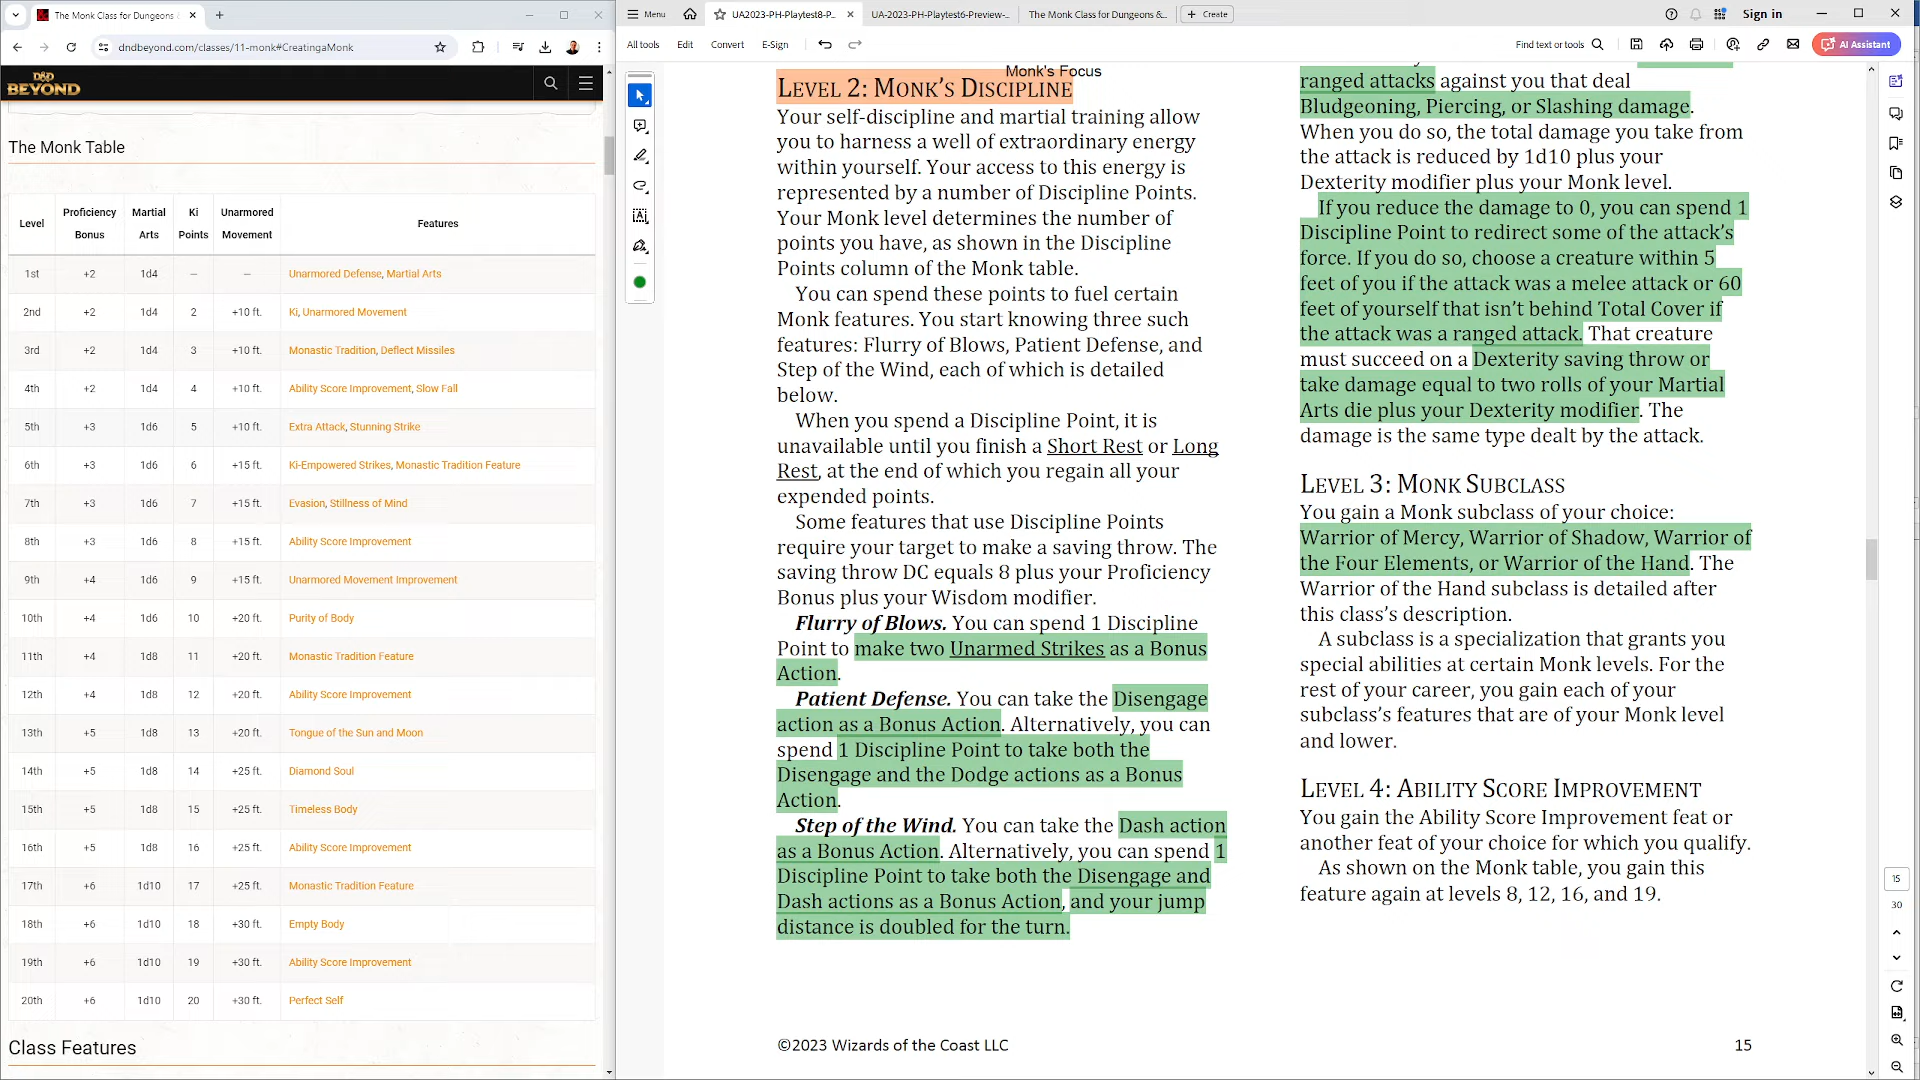 The Monk Class for Dungeons &
dndbeyond.com/classes/11-monk#CreatingaMonk
D&D
BEYOND
The Monk Table
Level Proficiency Bonus Martial Arts Ki Points Unarmored Movement Features
1st +2 1d4 — — Unarmored Defense, Martial Arts
2nd +2 1d4 2 +10 ft. Ki, Unarmored Movement
3rd +2 1d4 3 +10 ft. Monastic Tradition, Deflect Missiles
4th +2 1d4 4 +10 ft. Ability Score Improvement, Slow Fall
5th +3 1d6 5 +10 ft. Extra Attack, Stunning Strike
6th +3 1d6 6 +15 ft. Ki-Empowered Strikes, Monastic Tradition Feature
7th +3 1d6 7 +15 ft. Evasion, Stillness of Mind
8th +3 1d6 8 +15 ft. Ability Score Improvement
9th +4 1d6 9 +15 ft. Unarmored Movement Improvement
10th +4 1d6 10 +20 ft. Purity of Body
11th +4 1d8 11 +20 ft. Monastic Tradition Feature
12th +4 1d8 12 +20 ft. Ability Score Improvement
13th +5 1d8 13 +20 ft. Tongue of the Sun and Moon
14th +5 1d8 14 +25 ft. Diamond Soul
15th +5 1d8 15 +25 ft. Timeless Body
16th +5 1d8 16 +25 ft. Ability Score Improvement
17th +6 1d10 17 +25 ft. Monastic Tradition Feature
18th +6 1d10 18 +30 ft. Empty Body
19th +6 1d10 19 +30 ft. Ability Score Improvement
20th +6 1d10 20 +30 ft. Perfect Self
Class Features
Menu UA2023-PH-Playtest8-P... UA-2023-PH-Playtest6-Preview-... The Monk Class for Dungeons &... Create Sign in
All tools Edit Convert E-Sign Find text or tools AI Assistant
Monk's Focus
LEVEL 2: MONK’S DISCIPLINE
Your self-discipline and martial training allow
you to harness a well of extraordinary energy
within yourself. Your access to this energy is
represented by a number of Discipline Points.
Your Monk level determines the number of
points you have, as shown in the Discipline
Points column of the Monk table.
You can spend these points to fuel certain
Monk features. You start knowing three such
features: Flurry of Blows, Patient Defense, and
Step of the Wind, each of which is detailed
below.
When you spend a Discipline Point, it is
unavailable until you finish a Short Rest or Long
Rest, at the end of which you regain all your
expended points.
Some features that use Discipline Points
require your target to make a saving throw. The
saving throw DC equals 8 plus your Proficiency
Bonus plus your Wisdom modifier.
Flurry of Blows. You can spend 1 Discipline
Point to make two Unarmed Strikes as a Bonus
Action.
Patient Defense. You can take the Disengage
action as a Bonus Action. Alternatively, you can
spend 1 Discipline Point to take both the
Disengage and the Dodge actions as a Bonus
Action.
Step of the Wind. You can take the Dash action
as a Bonus Action. Alternatively, you can spend 1
Discipline Point to take both the Disengage and
Dash actions as a Bonus Action, and your jump
distance is doubled for the turn.
ranged attacks against you that deal
Bludgeoning, Piercing, or Slashing damage.
When you do so, the total damage you take from
the attack is reduced by 1d10 plus your
Dexterity modifier plus your Monk level.
If you reduce the damage to 0, you can spend 1
Discipline Point to redirect some of the attack’s
force. If you do so, choose a creature within 5
feet of you if the attack was a melee attack or 60
feet of yourself that isn’t behind Total Cover if
the attack was a ranged attack. That creature
must succeed on a Dexterity saving throw or
take damage equal to two rolls of your Martial
Arts die plus your Dexterity modifier. The
damage is the same type dealt by the attack.
LEVEL 3: MONK SUBCLASS
You gain a Monk subclass of your choice:
Warrior of Mercy, Warrior of Shadow, Warrior of
the Four Elements, or Warrior of the Hand. The
Warrior of the Hand subclass is detailed after
this class’s description.
A subclass is a specialization that grants you
special abilities at certain Monk levels. For the
rest of your career, you gain each of your
subclass’s features that are of your Monk level
and lower.
LEVEL 4: ABILITY SCORE IMPROVEMENT
You gain the Ability Score Improvement feat or
another feat of your choice for which you qualify.
As shown on the Monk table, you gain this
feature again at levels 8, 12, 16, and 19.
©2023 Wizards of the Coast LLC
15
15
30